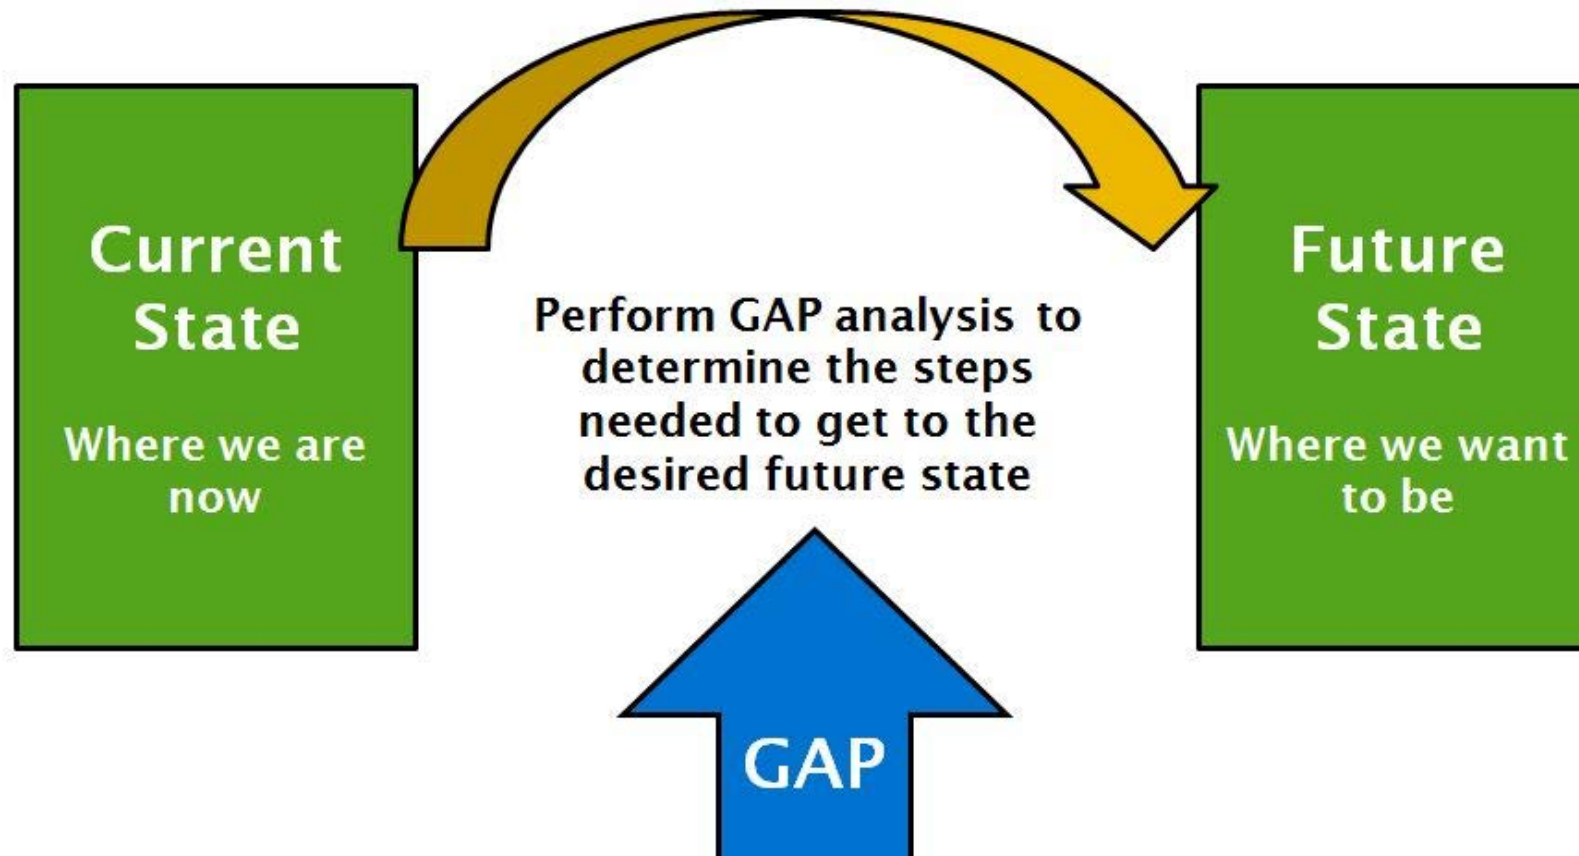 Current
State
Where we are
now
Perform GAP analysis to
determine the steps
needed to get to the
desired future state
Future
State
Where we want
to be
GAP